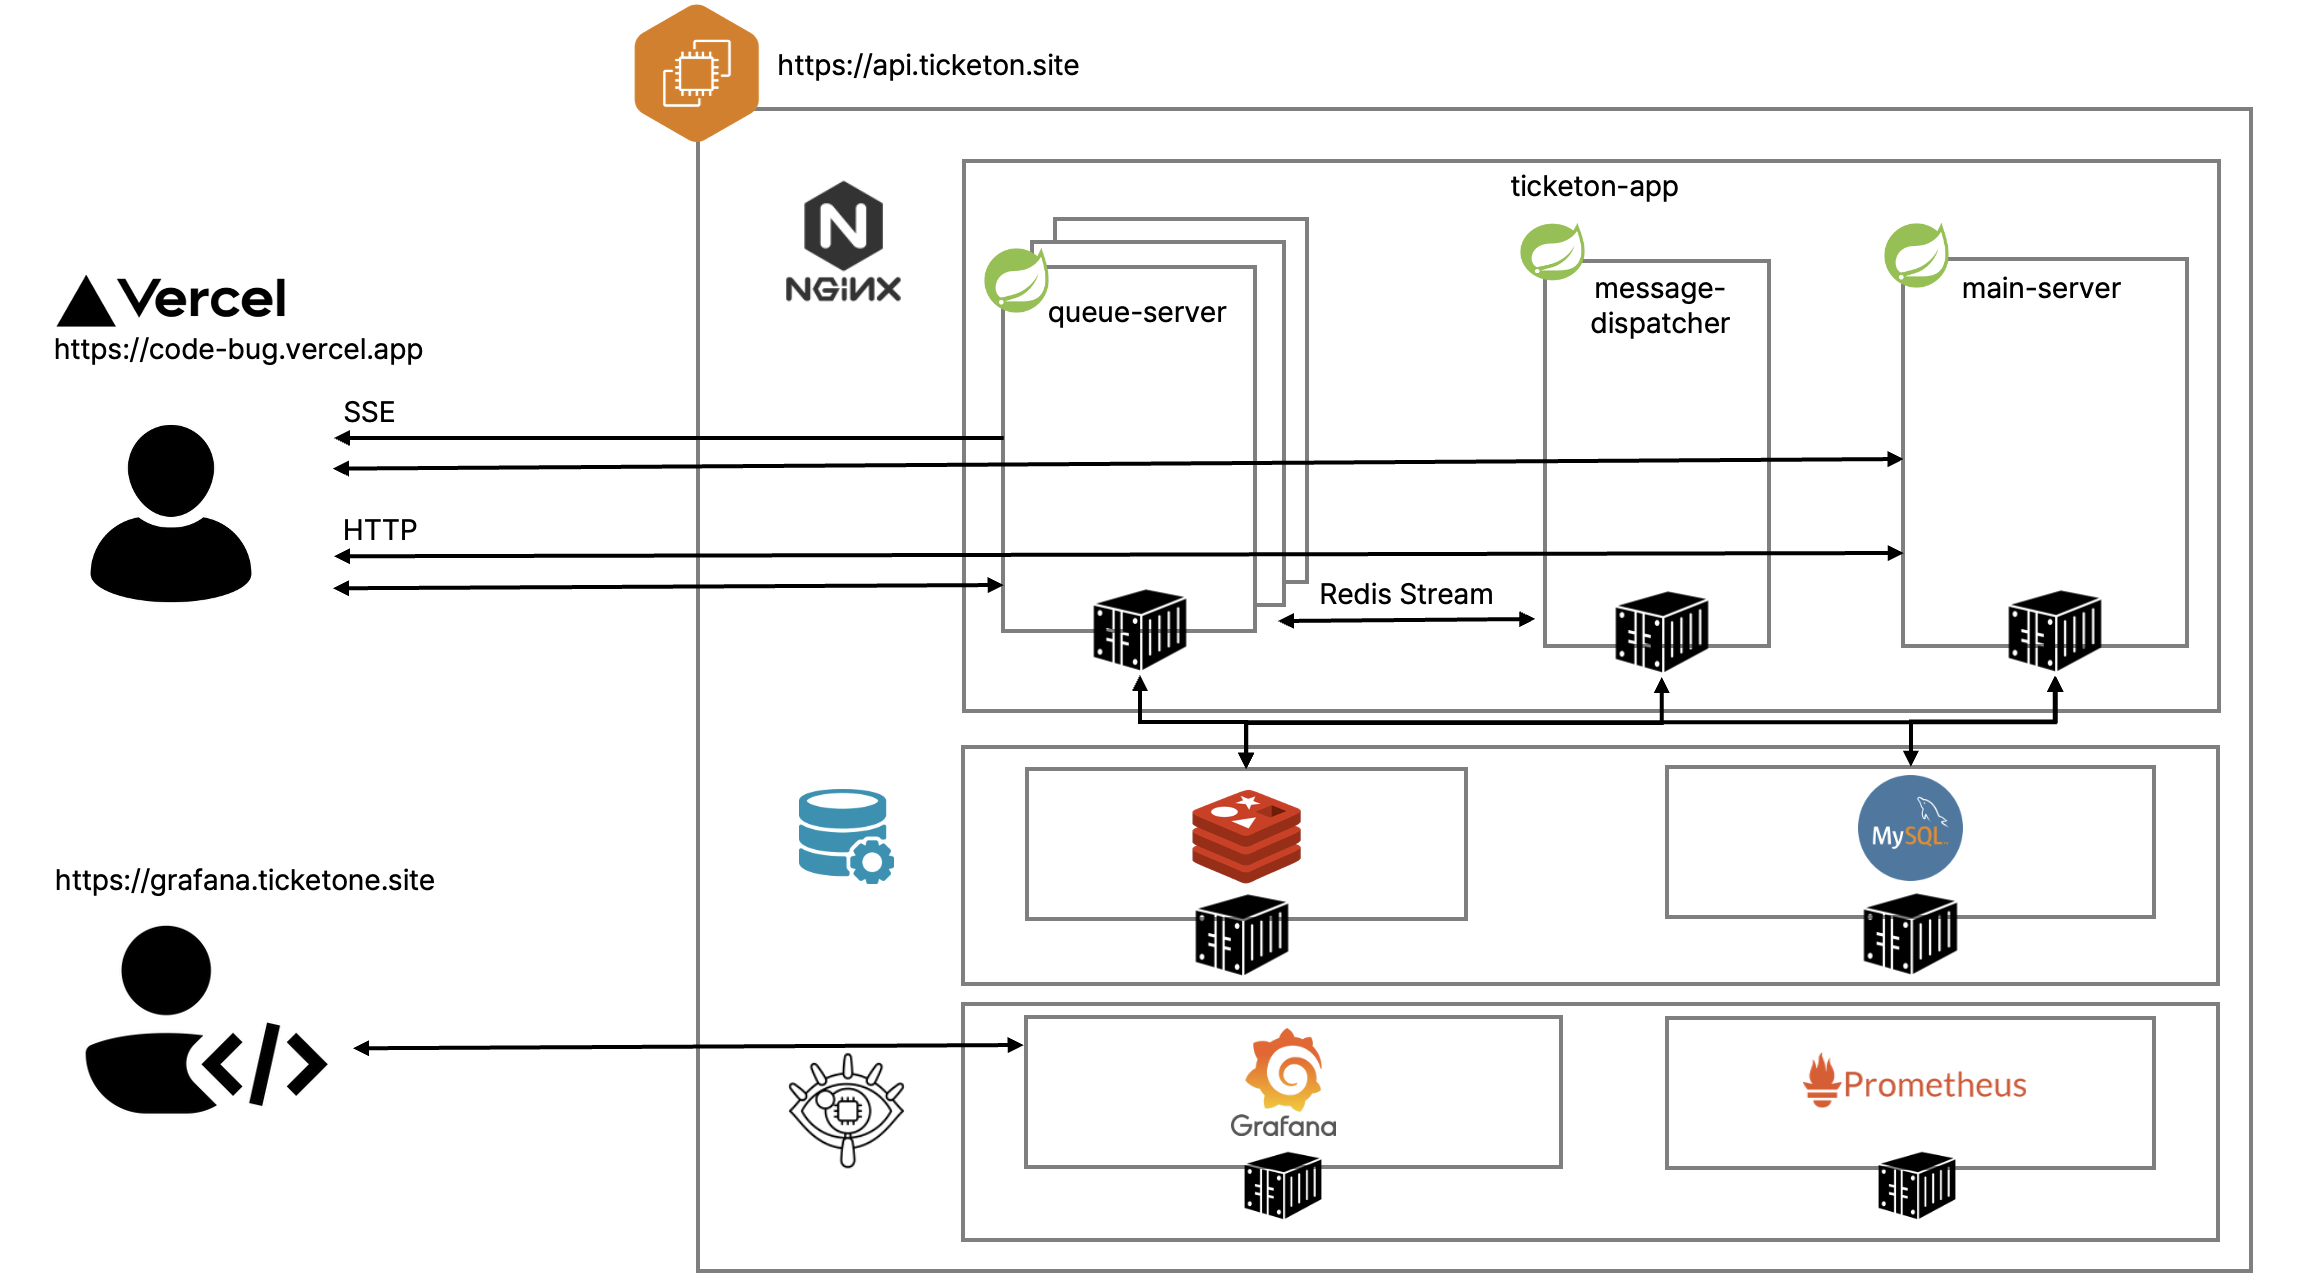 https://api.ticketon.site
NGINX
ticketon-app
queue-server
message-
dispatcher
main-server
Vercel
https://code-bug.vercel.app
SSE
HTTP
Redis Stream
MySQL
https://grafana.ticketone.site
Grafana
Prometheus